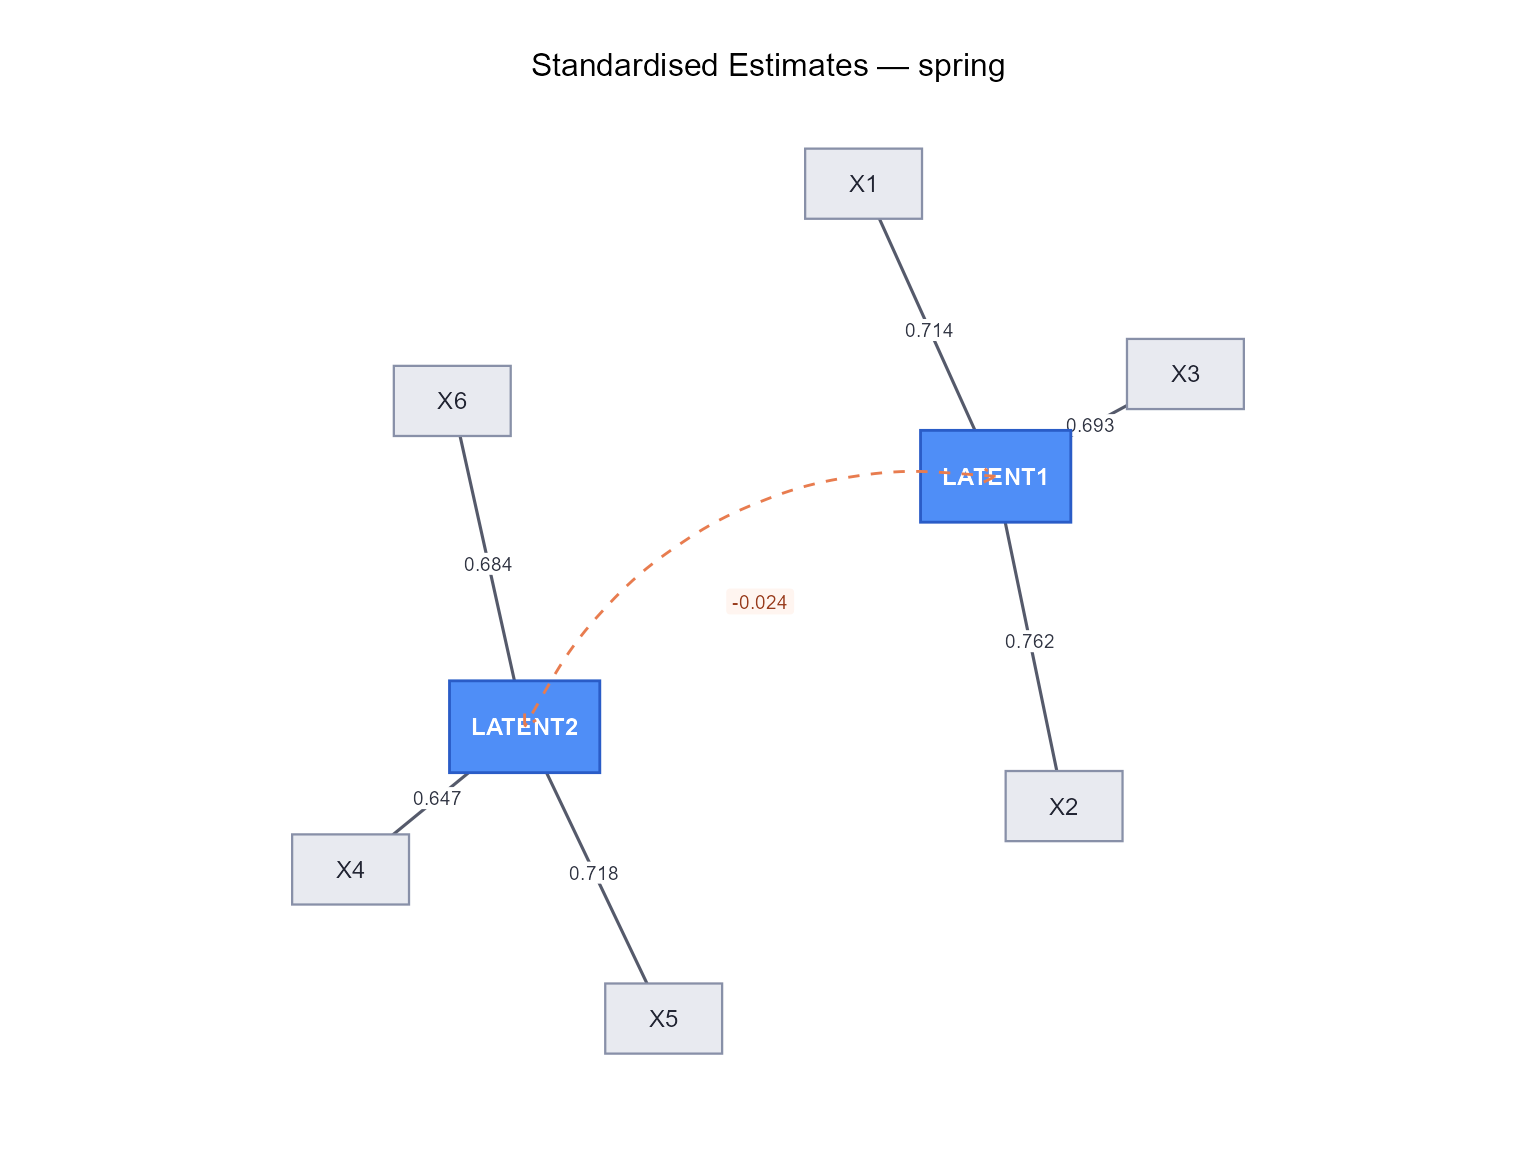 Standardised Estimates — spring
X1
0.714
X3
X6
0.693
LATENT1
0.684
-0.024
0.762
LATENT2
0.647
X2
X4
0.718
X5